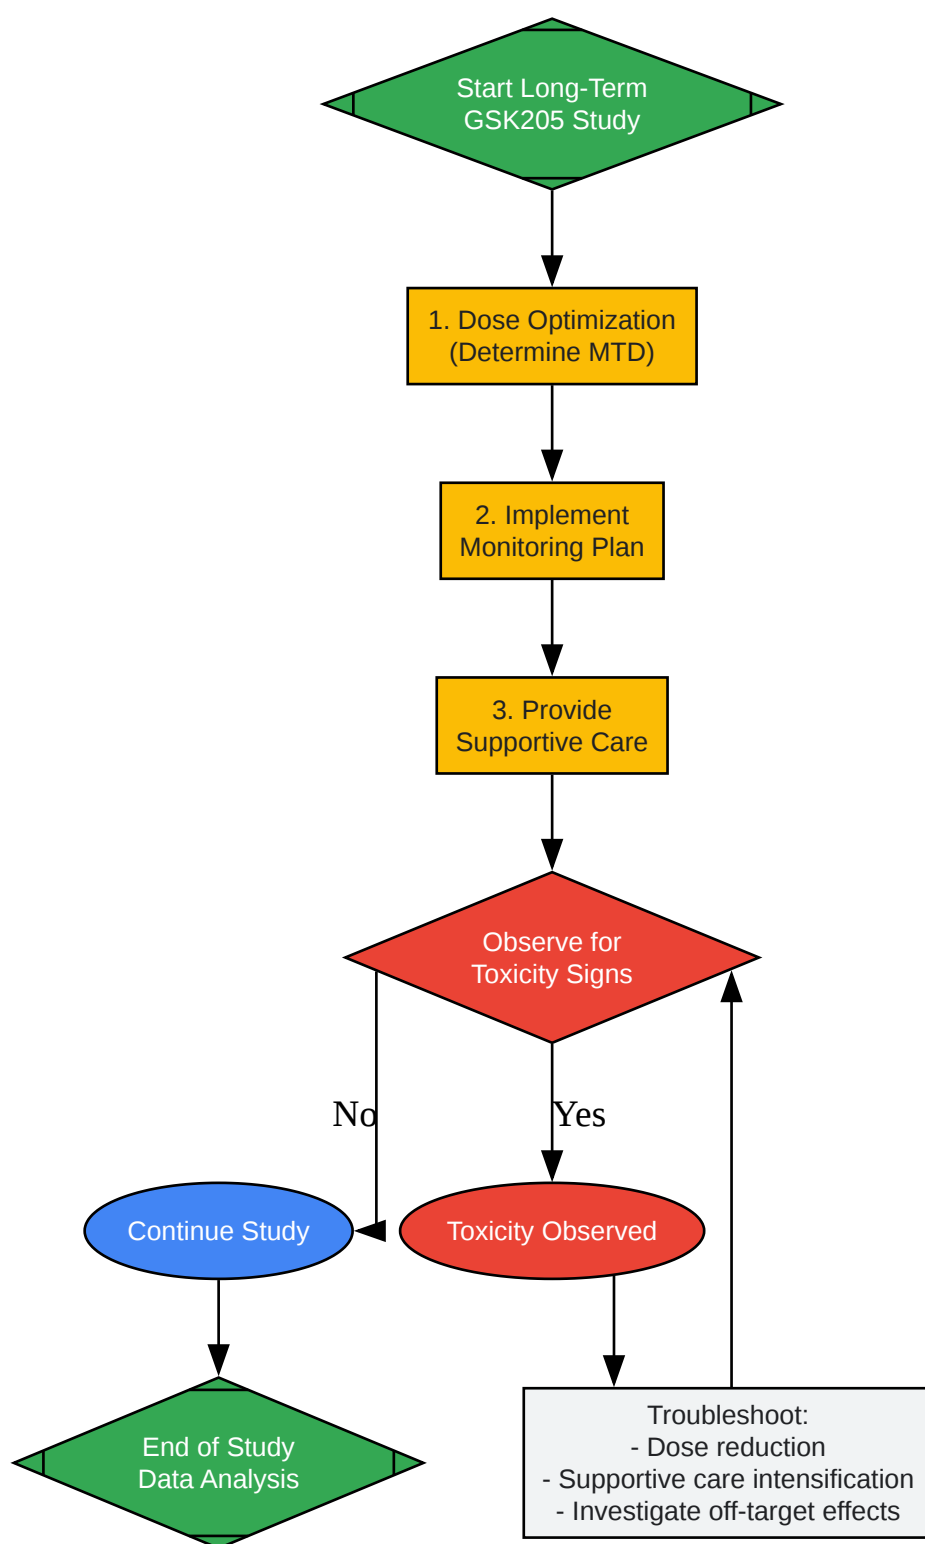 Start Long-Term
GSK205 Study
1. Dose Optimization
(Determine MTD)
2. Implement
Monitoring Plan
3. Provide
Supportive Care
Observe for
Toxicity Signs
No
Yes
Continue Study
Toxicity Observed
End of Study
Data Analysis
Troubleshoot:
- Dose reduction
- Supportive care intensification
- Investigate off-target effects